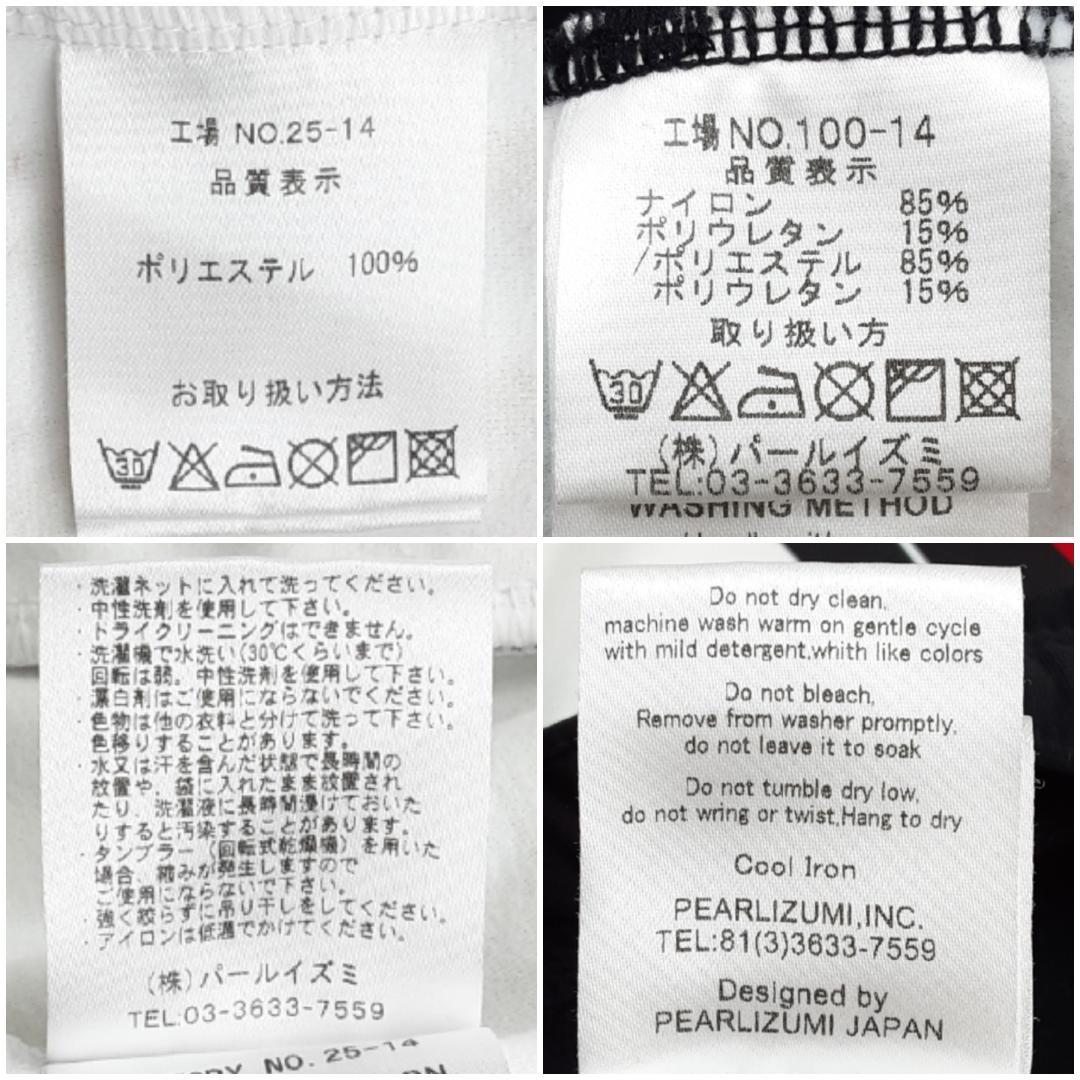 工場 NO.25-14
品質表示
ポリエステル 100%
お取り扱い方法
30
工場NO.100-14
品質表示
ナイロン 85%
ポリウレタン 15%
/ポリエステル 85%
ポリウレタン 15%
取り扱い方
30
(株)パールイズミ
TEL:03-3633-7559
WASHING METHOD
・洗濯ネットに入れて洗ってください。
・中性洗剤を使用して下さい。
・トライクリーニングはできません。
・洗濯機で水洗い(30℃くらいまで)
回転は弱。中性洗剤を使用して下さい。
・漂白剤はご使用にならないでください。
・色物は他の衣料と分けて洗って下さい。
色移りすることがあります。
・水又は汗を含んだ状態で長時間の
放置や、袋に入れたまま放置され
たり、洗濯液に長時間浸けておいた
りすると汚染することがあります。
・タンブラー（回転式乾燥機）を用いた
場合、縮みが発生しますので
ご使用にならないで下さい。
・強く絞らずに吊り干しをしてください。
・アイロンは低温でかけてください。
(株)パールイズミ
TEL:03-3633-7559
NO. 25-14
Do not dry clean,
machine wash warm on gentle cycle
with mild detergent,whith like colors
Do not bleach,
Remove from washer promptly,
do not leave it to soak
Do not tumble dry low,
do not wring or twist,Hang to dry
Cool Iron
PEARLIZUMI,INC.
TEL:81(3)3633-7559
Designed by
PEARLIZUMI JAPAN